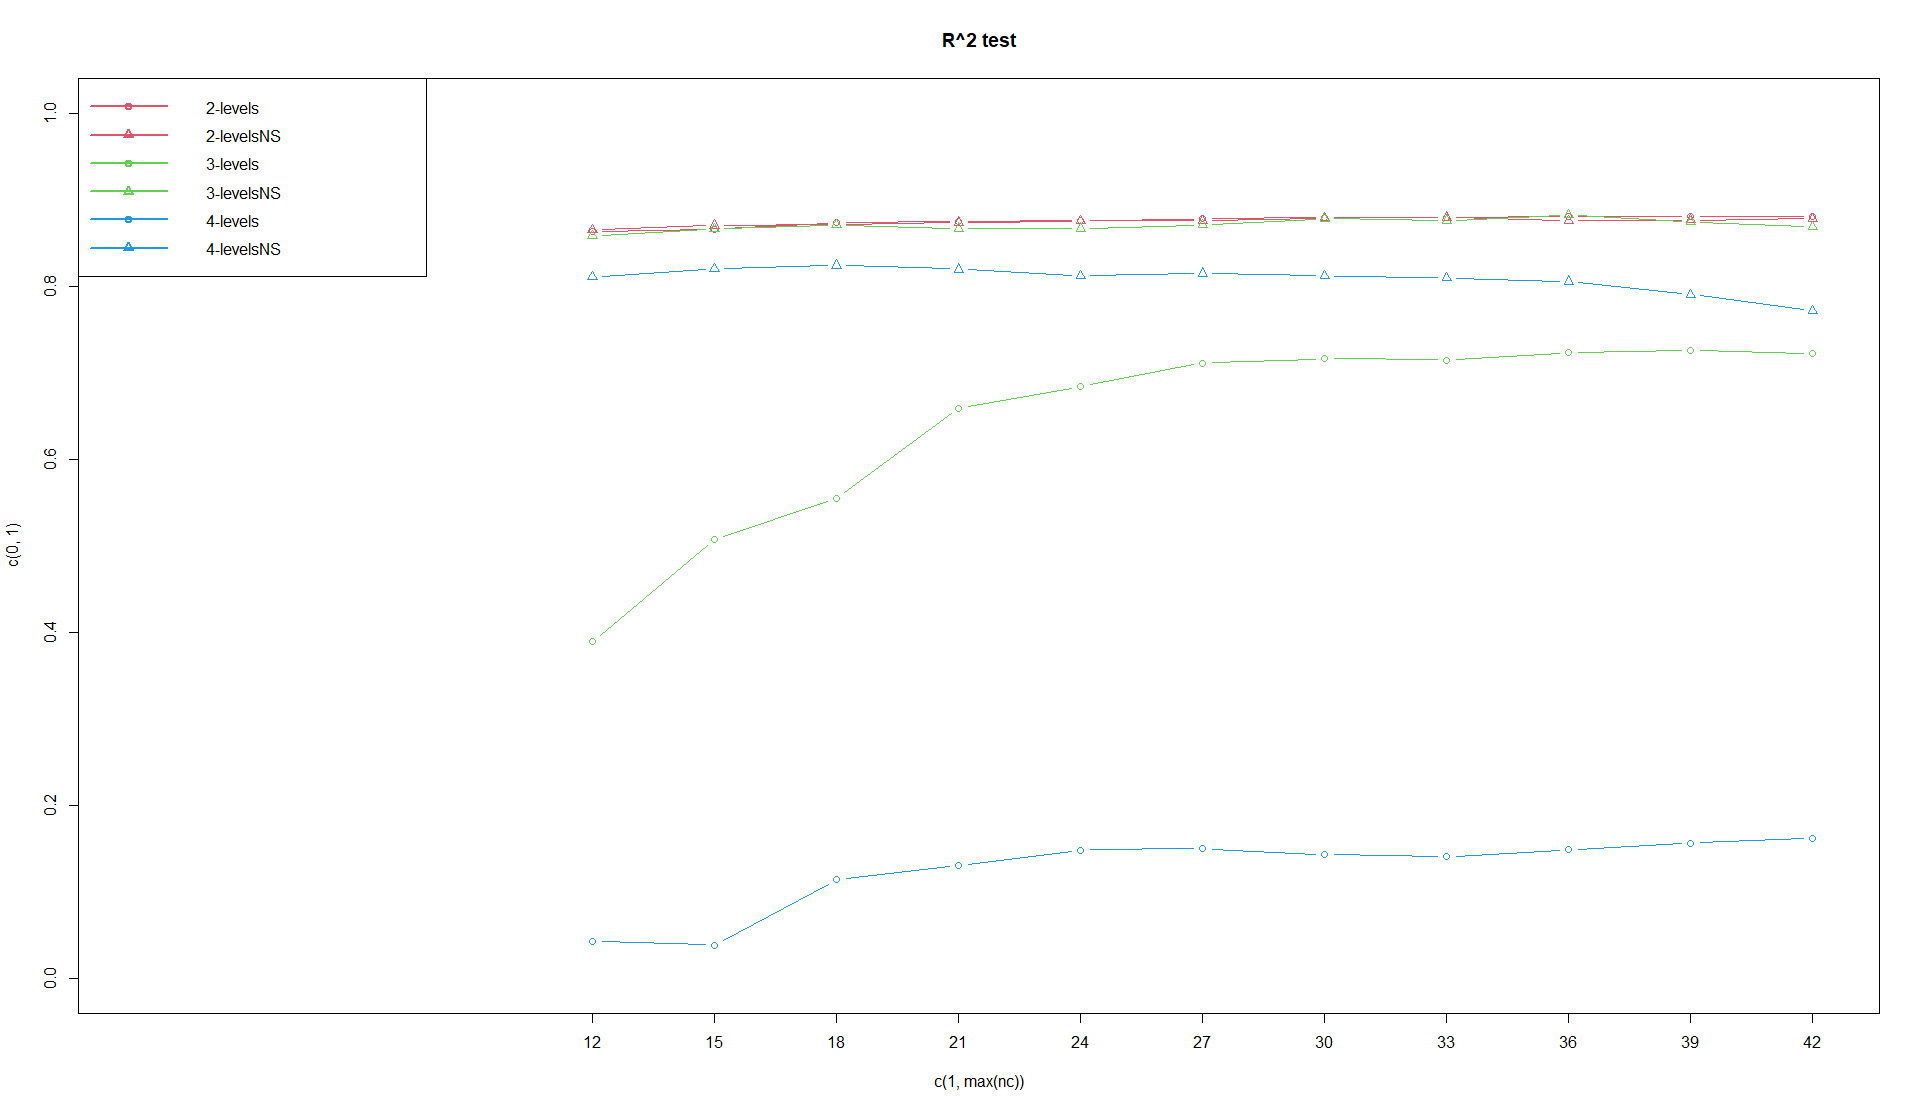 R^2 test
2-levels
2-levelsNS
3-levels
3-levelsNS
4-levels
4-levelsNS
1.0
0.8
0.6
0.4
0.2
0.0
c(0, 1)
12 15 18 21 24 27 30 33 36 39 42
c(1, max(nc))